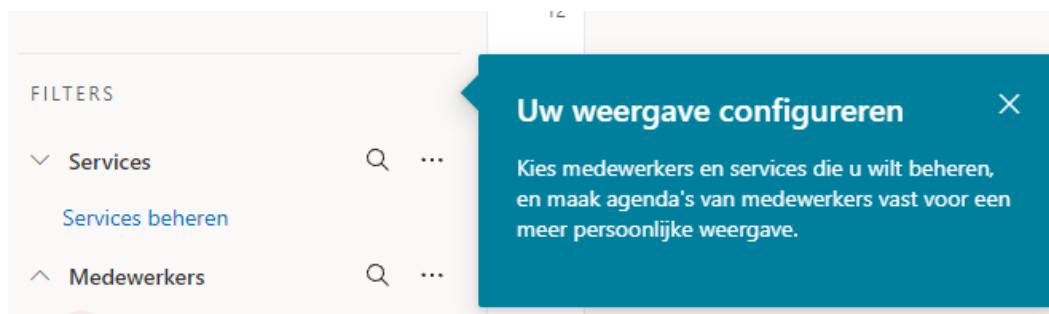 12
FILTERS
Services
Services beheren
Medewerkers
Uw weergave configureren
Kies medewerkers en services die u wilt beheren,
en maak agenda's van medewerkers vast voor een
meer persoonlijke weergave.